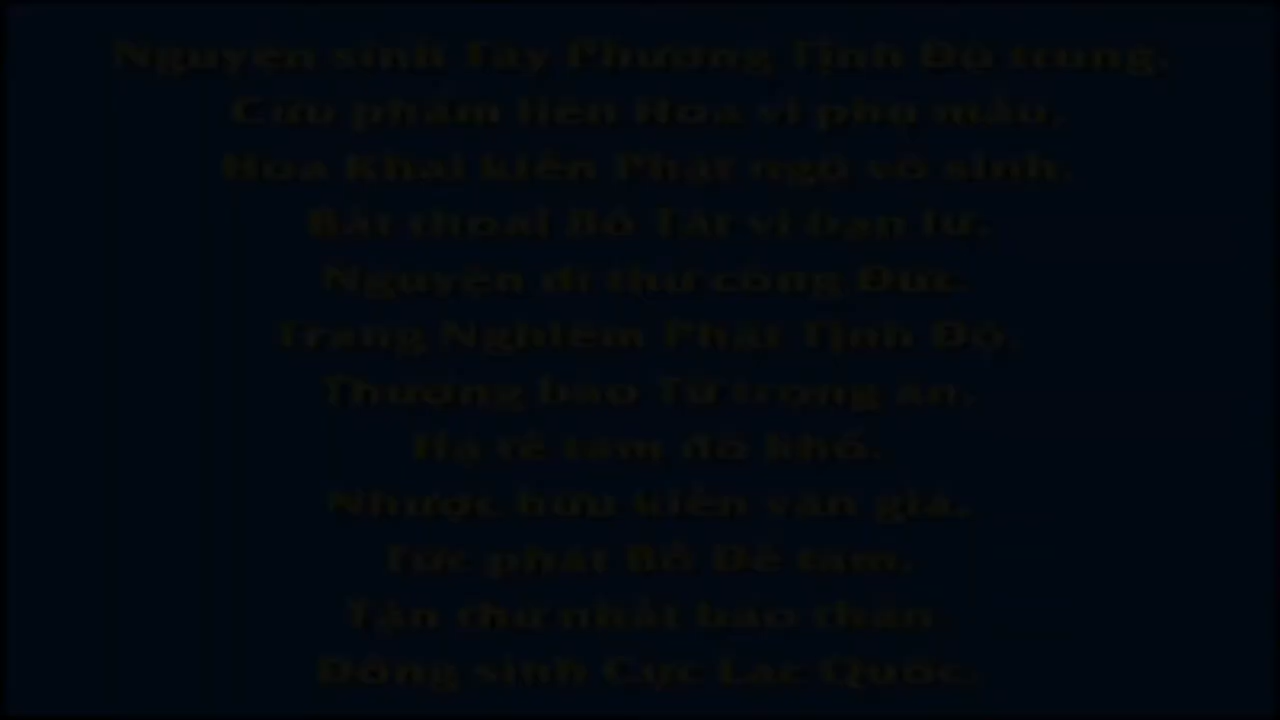 Nguyện sinh Tây Phương Tịnh Độ trung.
Cửu phẩm liên Hoa vi phụ mẫu.
Hoa Khai kiến Phật ngộ vô sinh.
Bất thoái Bồ Tát vi bạn lữ.
Nguyện dĩ thử công Đức.
Trang Nghiêm Phật Tịnh Độ.
Thượng báo Tứ trọng ân.
Hạ tế tam đồ khổ.
Nhược hữu kiến văn giả.
Tức phát Bồ Đề tâm.
Tận thử nhất báo thân
Đồng sinh Cực Lạc Quốc.